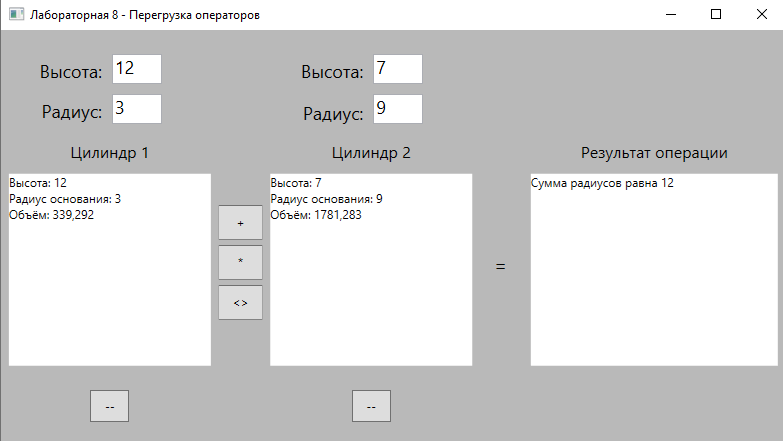 Лабораторная 8 - Перегрузка операторов
Высота: 12
Высота: 7
Радиус: 3
Радиус: 9
Цилиндр 1
Цилиндр 2
Результат операции
Высота: 12
Радиус основания: 3
Объём: 339,292
+
*
<>
Высота: 7
Радиус основания: 9
Объём: 1781,283
=
Сумма радиусов равна 12
--
--